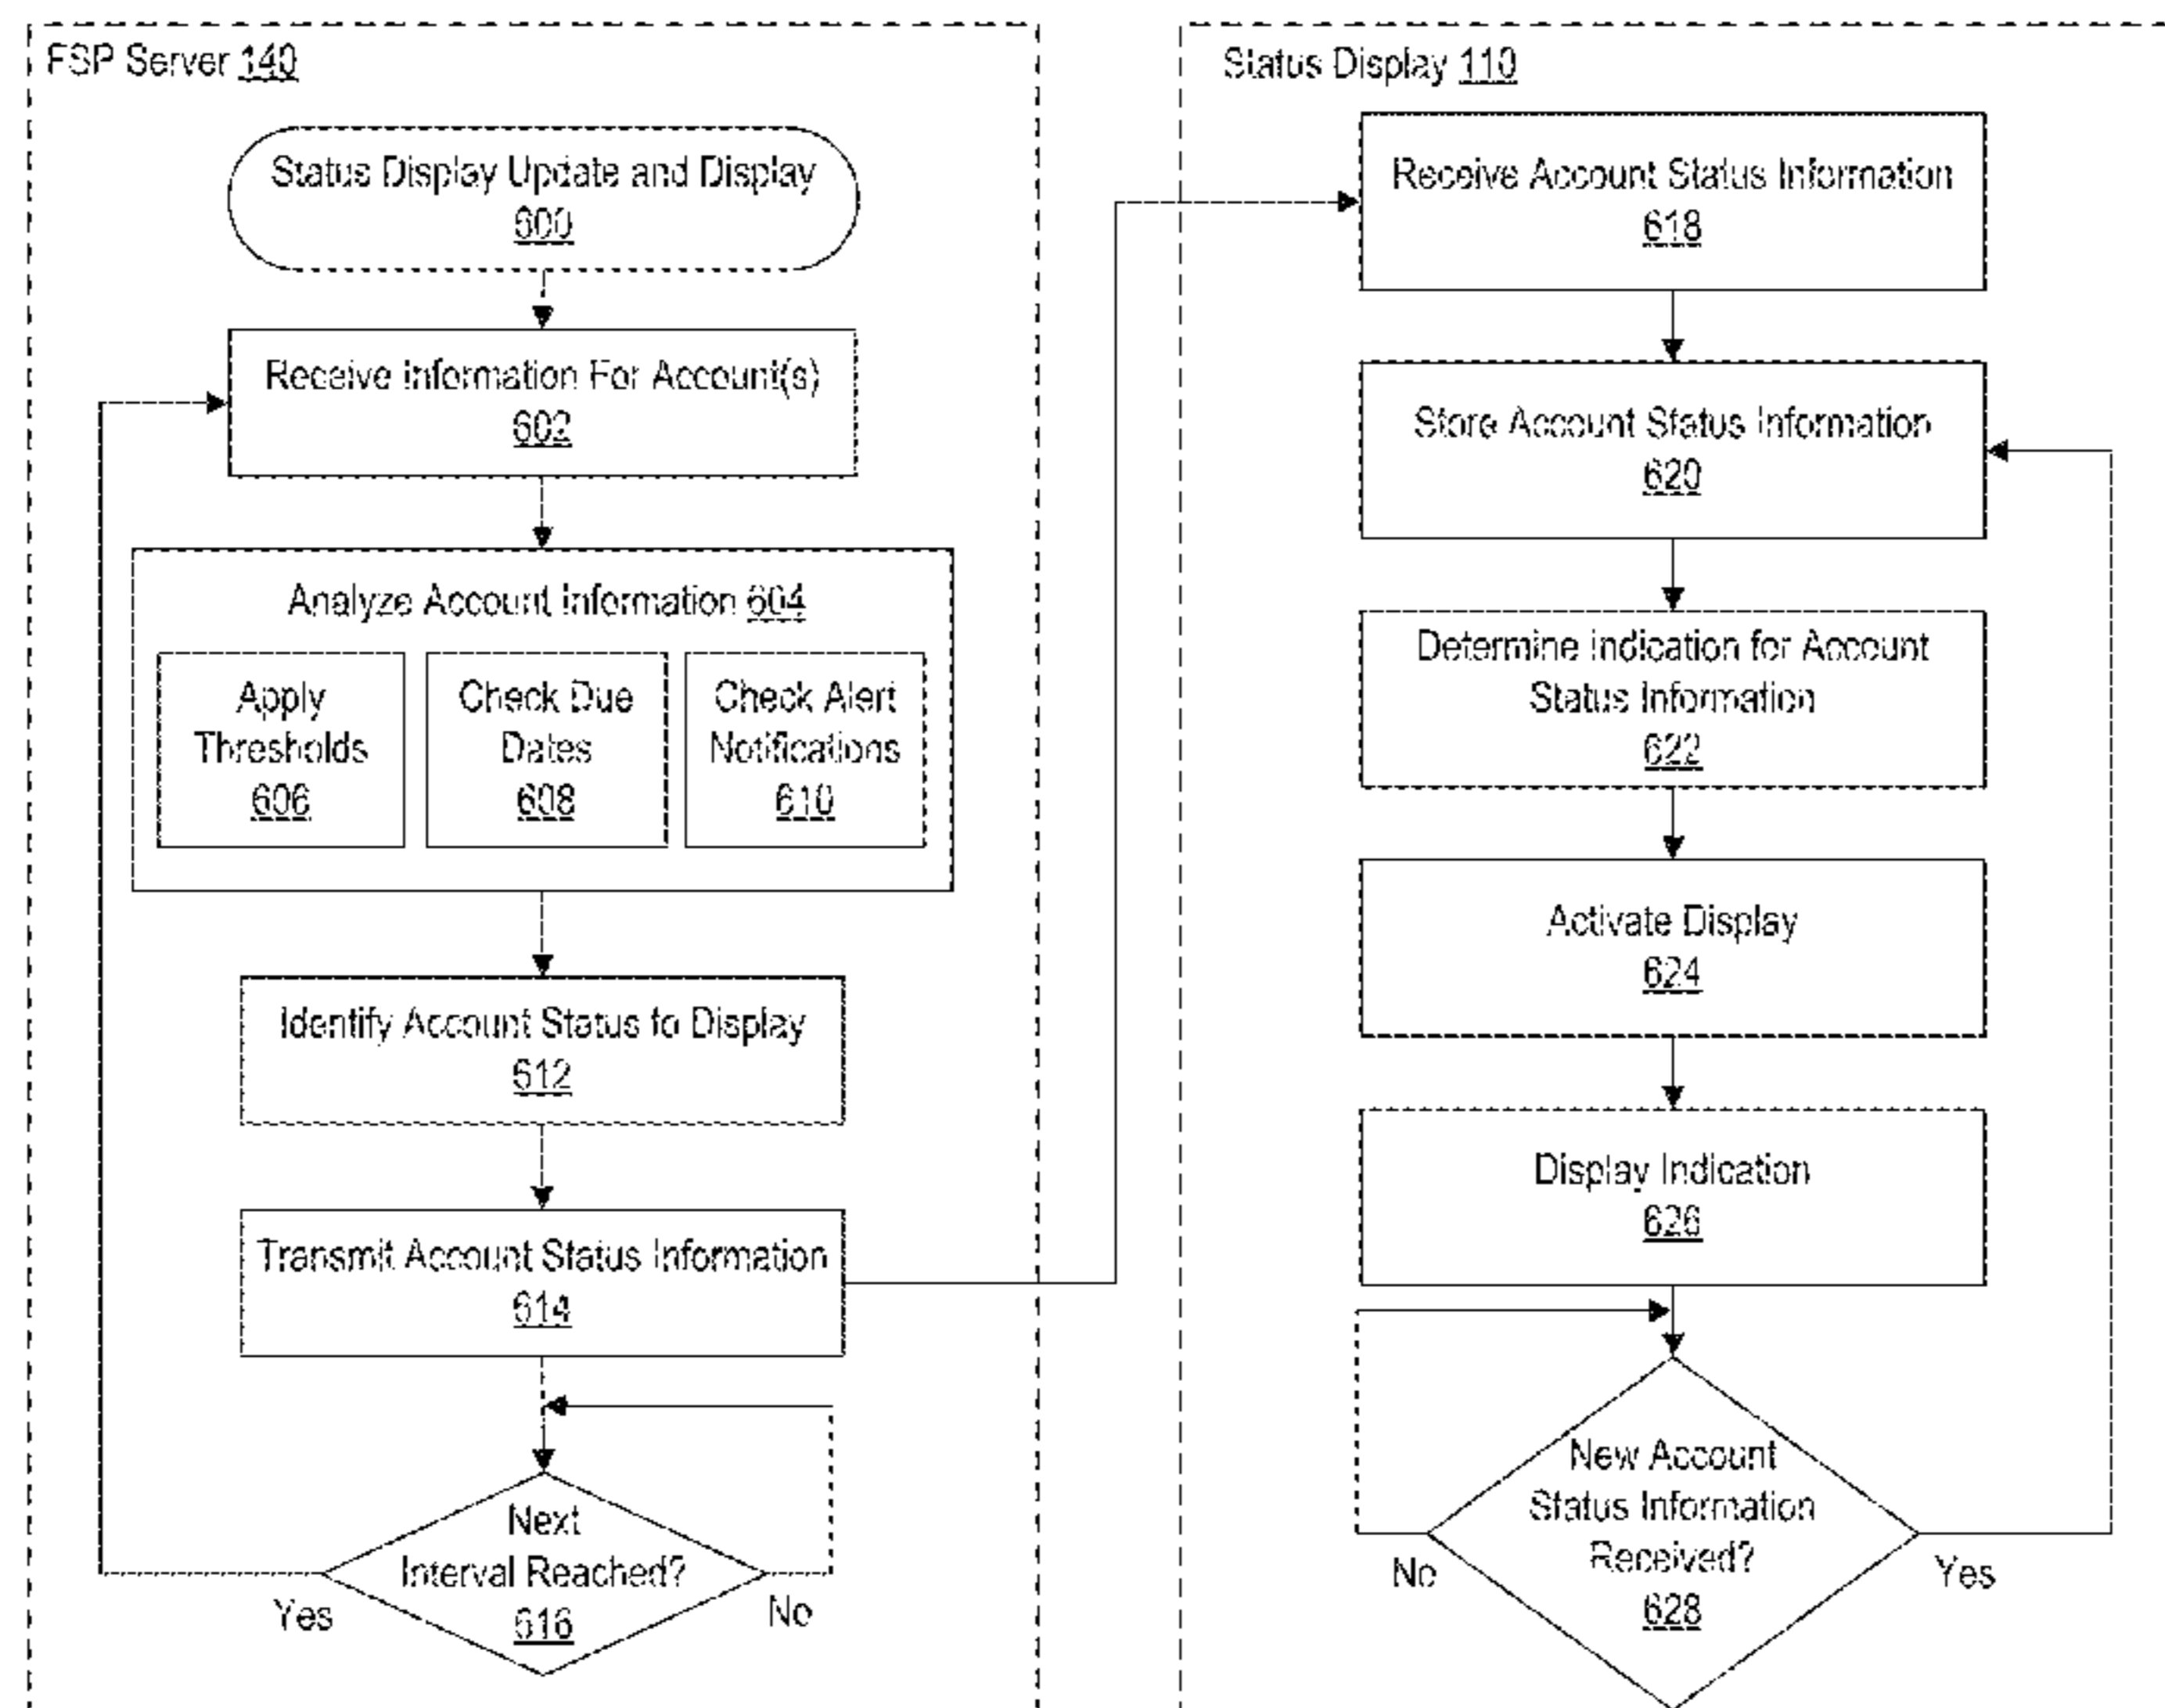 FSP Server 140
Status Display Update and Display
600
Receive Information For Account(s)
602
Analyze Account Information 604
Apply
Thresholds
606
Check Due
Dates
608
Check Alert
Notifications
610
Identify Account Status to Display
612
Transmit Account Status Information
614
Next
Interval Reached?
616
Yes
No
Status Display 110
Receive Account Status Information
618
Store Account Status Information
620
Determine Indication for Account
Status Information
622
Activate Display
624
Display Indication
626
New Account
Status Information
Received?
628
No
Yes